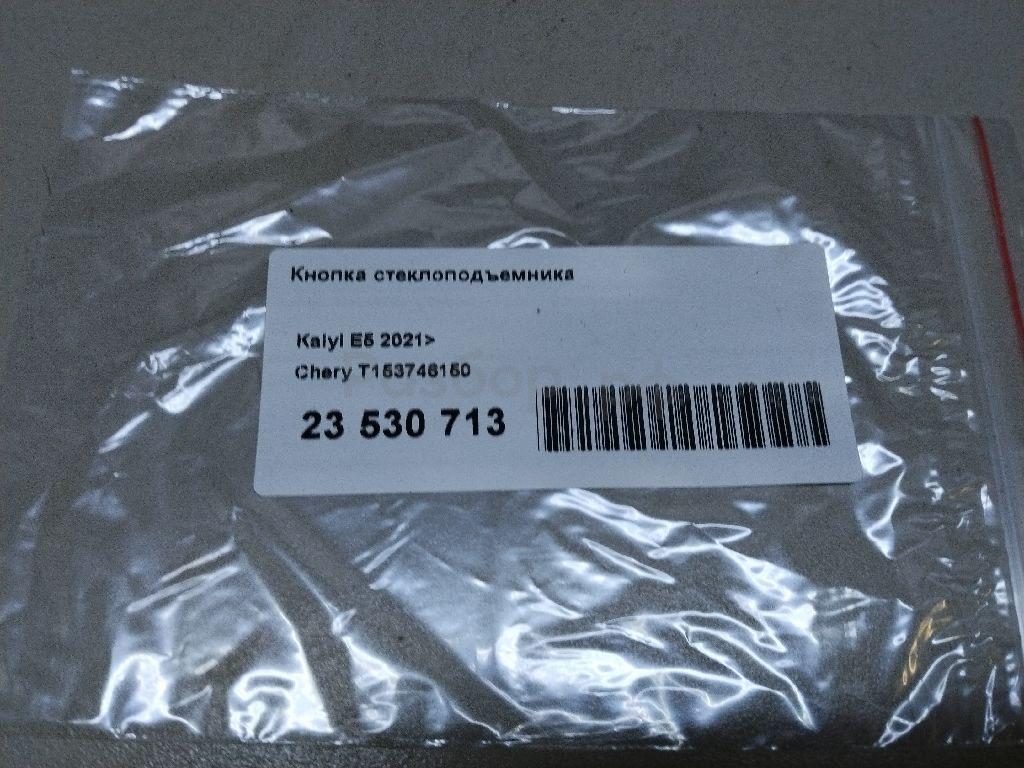 Кнопка стеклоподъемника
Kaiyi E5 2021>
Chery T153746150
23 530 713